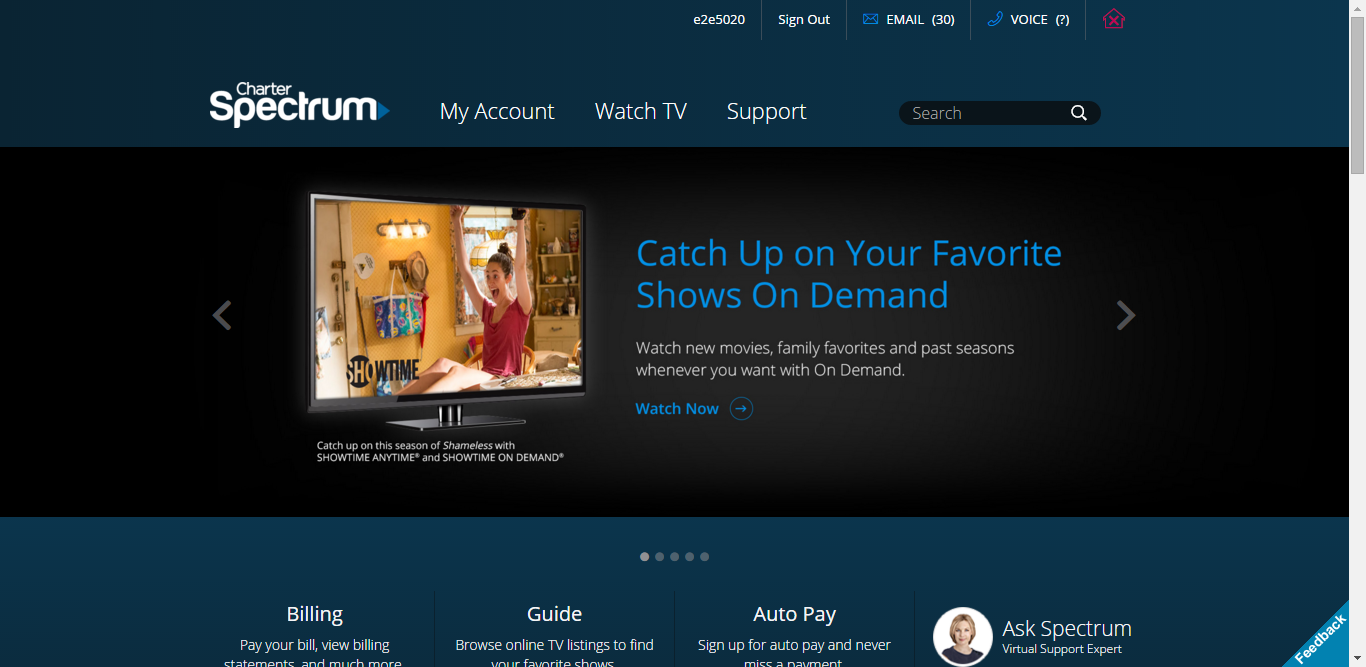 e2e5020
Sign Out
EMAIL (30)
VOICE (?)
Charter
Spectrum
My Account
Watch TV
Support
Search
SHOWTIME
Catch up on this season of Shameless with
SHOWTIME ANYTIME® and SHOWTIME ON DEMAND®
Catch Up on Your Favorite
Shows On Demand
Watch new movies, family favorites and past seasons
whenever you want with On Demand.
Watch Now
Billing
Pay your bill, view billing
statements, and much more
Guide
Browse online TV listings to find
your favorite shows
Auto Pay
Sign up for auto pay and never
miss a payment
Ask Spectrum
Virtual Support Expert
Feedback